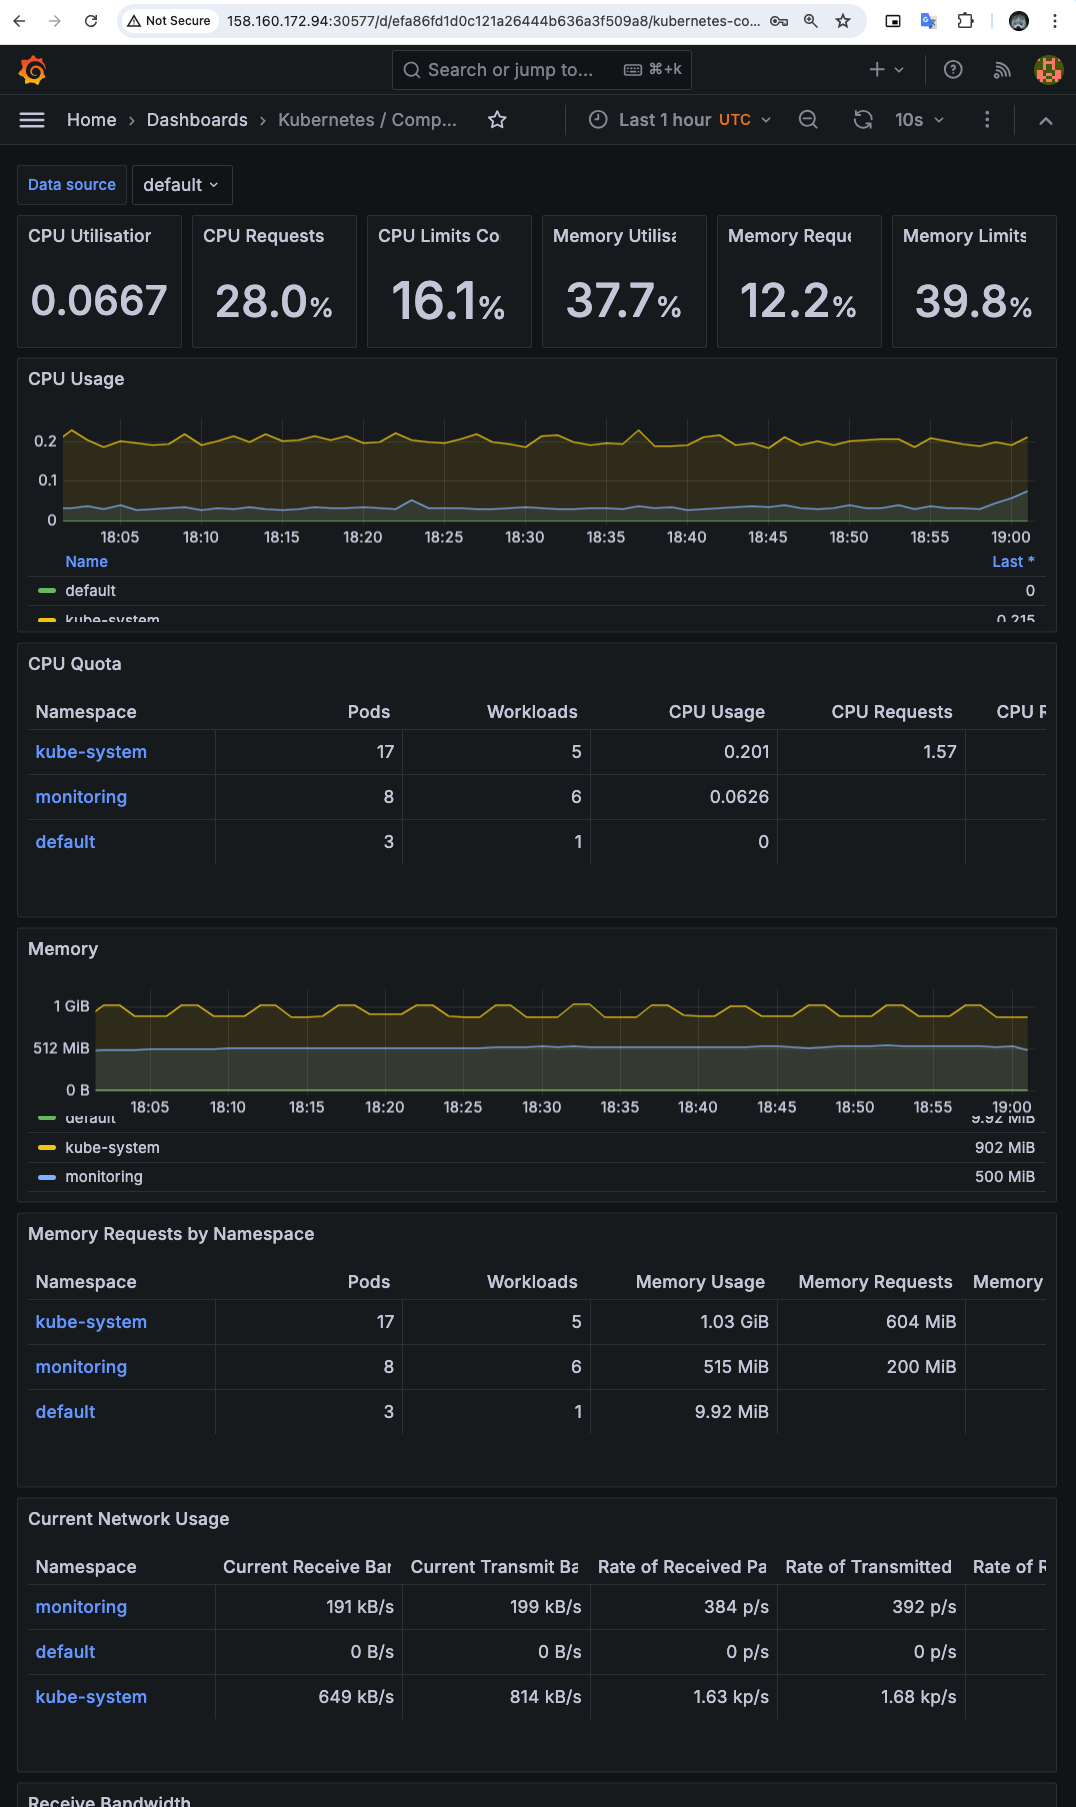 Not Secure 158.160.172.94:30577/d/efa86fd1d0c121a26444b636a3f509a8/kubernetes-co...
Search or jump to... ⌘+k
Home › Dashboards › Kubernetes / Comp... Last 1 hour UTC 10s
Data source default
CPU Utilisation CPU Requests CPU Limits Co Memory Utilisa Memory Reque Memory Limits
0.0667 28.0% 16.1% 37.7% 12.2% 39.8%
CPU Usage
0.2
0.1
0
18:05 18:10 18:15 18:20 18:25 18:30 18:35 18:40 18:45 18:50 18:55 19:00
Name Last *
default 0
kube-system 0.215
CPU Quota
Namespace Pods Workloads CPU Usage CPU Requests CPU R
kube-system 17 5 0.201 1.57
monitoring 8 6 0.0626
default 3 1 0
Memory
1 GiB
512 MiB
0 B
18:05 18:10 18:15 18:20 18:25 18:30 18:35 18:40 18:45 18:50 18:55 19:00
default 9.92 MiB
kube-system 902 MiB
monitoring 500 MiB
Memory Requests by Namespace
Namespace Pods Workloads Memory Usage Memory Requests Memory
kube-system 17 5 1.03 GiB 604 MiB
monitoring 8 6 515 MiB 200 MiB
default 3 1 9.92 MiB
Current Network Usage
Namespace Current Receive Bar Current Transmit Ba Rate of Received Pa Rate of Transmitted Rate of R
monitoring 191 kB/s 199 kB/s 384 p/s 392 p/s
default 0 B/s 0 B/s 0 p/s 0 p/s
kube-system 649 kB/s 814 kB/s 1.63 kp/s 1.68 kp/s
Receive Bandwidth